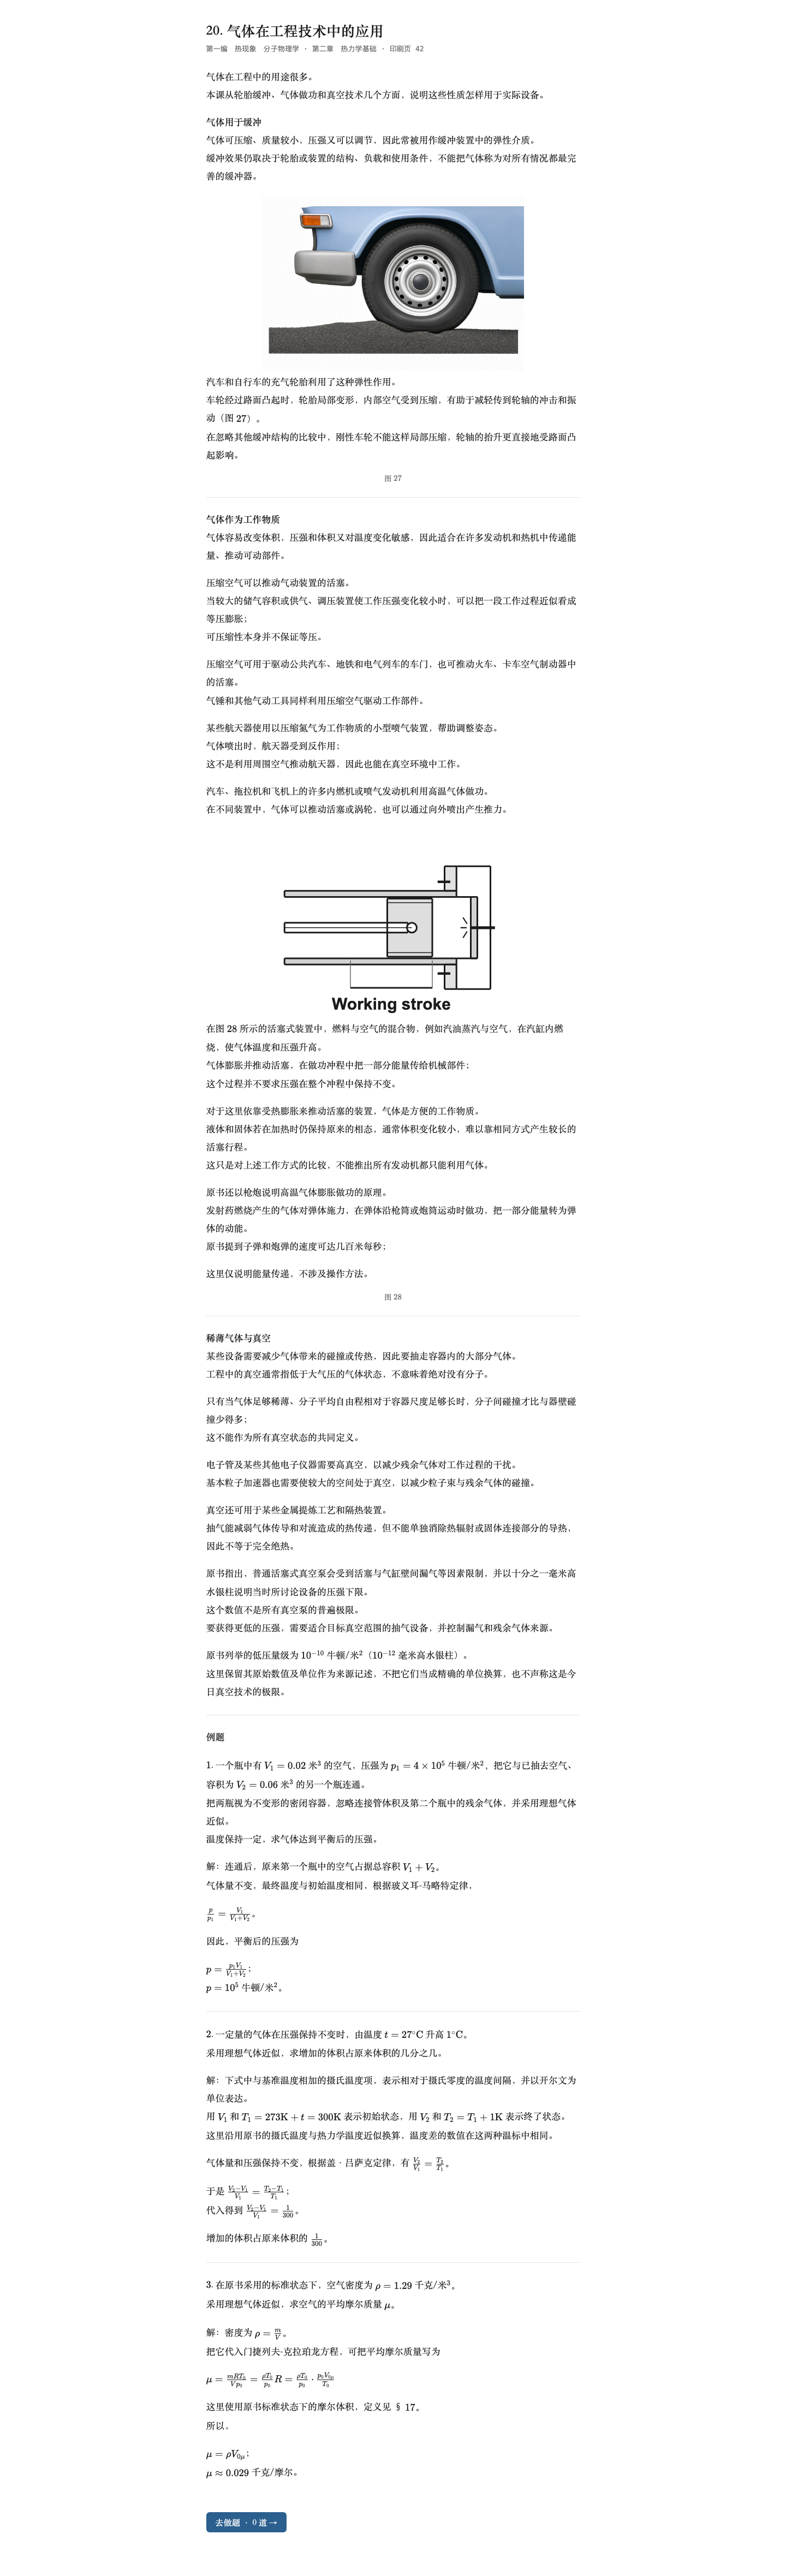 20. 气体在工程技术中的应用
第一编　热现象　分子物理学 · 第二章　热力学基础 · 印刷页 42
气体在工程中的用途很多。
本课从轮胎缓冲、气体做功和真空技术几个方面，说明这些性质怎样用于实际设备。
气体用于缓冲
气体可压缩、质量较小，压强又可以调节，因此常被用作缓冲装置中的弹性介质。
缓冲效果仍取决于轮胎或装置的结构、负载和使用条件，不能把气体称为对所有情况都最完
善的缓冲器。
汽车和自行车的充气轮胎利用了这种弹性作用。
车轮经过路面凸起时，轮胎局部变形，内部空气受到压缩，有助于减轻传到轮轴的冲击和振
动（图 27）。
在忽略其他缓冲结构的比较中，刚性车轮不能这样局部压缩，轮轴的抬升更直接地受路面凸
起影响。
图 27
气体作为工作物质
气体容易改变体积，压强和体积又对温度变化敏感，因此适合在许多发动机和热机中传递能
量、推动可动部件。
压缩空气可以推动气动装置的活塞。
当较大的储气容积或供气、调压装置使工作压强变化较小时，可以把一段工作过程近似看成
等压膨胀；
可压缩性本身并不保证等压。
压缩空气可用于驱动公共汽车、地铁和电气列车的车门，也可推动火车、卡车空气制动器中
的活塞。
气锤和其他气动工具同样利用压缩空气驱动工作部件。
某些航天器使用以压缩氮气为工作物质的小型喷气装置，帮助调整姿态。
气体喷出时，航天器受到反作用；
这不是利用周围空气推动航天器，因此也能在真空环境中工作。
汽车、拖拉机和飞机上的许多内燃机或喷气发动机利用高温气体做功。
在不同装置中，气体可以推动活塞或涡轮，也可以通过向外喷出产生推力。
Working stroke
在图 28 所示的活塞式装置中，燃料与空气的混合物，例如汽油蒸汽与空气，在汽缸内燃
烧，使气体温度和压强升高。
气体膨胀并推动活塞，在做功冲程中把一部分能量传给机械部件；
这个过程并不要求压强在整个冲程中保持不变。
对于这里依靠受热膨胀来推动活塞的装置，气体是方便的工作物质。
液体和固体若在加热时仍保持原来的相态，通常体积变化较小，难以靠相同方式产生较长的
活塞行程。
这只是对上述工作方式的比较，不能推出所有发动机都只能利用气体。
原书还以枪炮说明高温气体膨胀做功的原理。
发射药燃烧产生的气体对弹体施力，在弹体沿枪筒或炮筒运动时做功，把一部分能量转为弹
体的动能。
原书提到子弹和炮弹的速度可达几百米每秒；
这里仅说明能量传递，不涉及操作方法。
图 28
稀薄气体与真空
某些设备需要减少气体带来的碰撞或传热，因此要抽走容器内的大部分气体。
工程中的真空通常指低于大气压的气体状态，不意味着绝对没有分子。
只有当气体足够稀薄、分子平均自由程相对于容器尺度足够长时，分子间碰撞才比与器壁碰
撞少得多；
这不能作为所有真空状态的共同定义。
电子管及某些其他电子仪器需要高真空，以减少残余气体对工作过程的干扰。
基本粒子加速器也需要使较大的空间处于真空，以减少粒子束与残余气体的碰撞。
真空还可用于某些金属提炼工艺和隔热装置。
抽气能减弱气体传导和对流造成的热传递，但不能单独消除热辐射或固体连接部分的导热，
因此不等于完全绝热。
原书指出，普通活塞式真空泵会受到活塞与气缸壁间漏气等因素限制，并以十分之一毫米高
水银柱说明当时所讨论设备的压强下限。
这个数值不是所有真空泵的普遍极限。
要获得更低的压强，需要适合目标真空范围的抽气设备，并控制漏气和残余气体来源。
原书列举的低压量级为 10⁻¹⁰ 牛顿/米²（10⁻¹² 毫米高水银柱）。
这里保留其原始数值及单位作为来源记述，不把它们当成精确的单位换算，也不声称这是今
日真空技术的极限。
例题
1. 一个瓶中有 V₁ = 0.02 米³ 的空气，压强为 p₁ = 4 × 10⁵ 牛顿/米²，把它与已抽去空气、
容积为 V₂ = 0.06 米³ 的另一个瓶连通。
把两瓶视为不变形的密闭容器，忽略连接管体积及第二个瓶中的残余气体，并采用理想气体
近似。
温度保持一定，求气体达到平衡后的压强。
解：连通后，原来第一个瓶中的空气占据总容积 V₁ + V₂。
气体量不变，最终温度与初始温度相同，根据玻义耳-马略特定律，
p/p₁ = V₁/(V₁+V₂)。
因此，平衡后的压强为
p = p₁V₁/(V₁+V₂)；
p = 10⁵ 牛顿/米²。
2. 一定量的气体在压强保持不变时，由温度 t = 27°C 升高 1°C。
采用理想气体近似，求增加的体积占原来体积的几分之几。
解：下式中与基准温度相加的摄氏温度项，表示相对于摄氏零度的温度间隔，并以开尔文为
单位表达。
用 V₁ 和 T₁ = 273K + t = 300K 表示初始状态，用 V₂ 和 T₂ = T₁ + 1K 表示终了状态。
这里沿用原书的摄氏温度与热力学温度近似换算，温度差的数值在这两种温标中相同。
气体量和压强保持不变，根据盖 · 吕萨克定律，有 V₂/V₁ = T₂/T₁。
于是 (V₂−V₁)/V₁ = (T₂−T₁)/T₁；
代入得到 (V₂−V₁)/V₁ = 1/300。
增加的体积占原来体积的 1/300。
3. 在原书采用的标准状态下，空气密度为 ρ = 1.29 千克/米³。
采用理想气体近似，求空气的平均摩尔质量 μ。
解：密度为 ρ = m/V。
把它代入门捷列夫-克拉珀龙方程，可把平均摩尔质量写为
μ = mRT₀/(Vp₀) = (ρT₀/p₀)R = (ρT₀/p₀) · (p₀V₀μ/T₀)
这里使用原书标准状态下的摩尔体积，定义见 § 17。
所以，
μ = ρV₀μ；
μ ≈ 0.029 千克/摩尔。
去做题 · 0 道 →